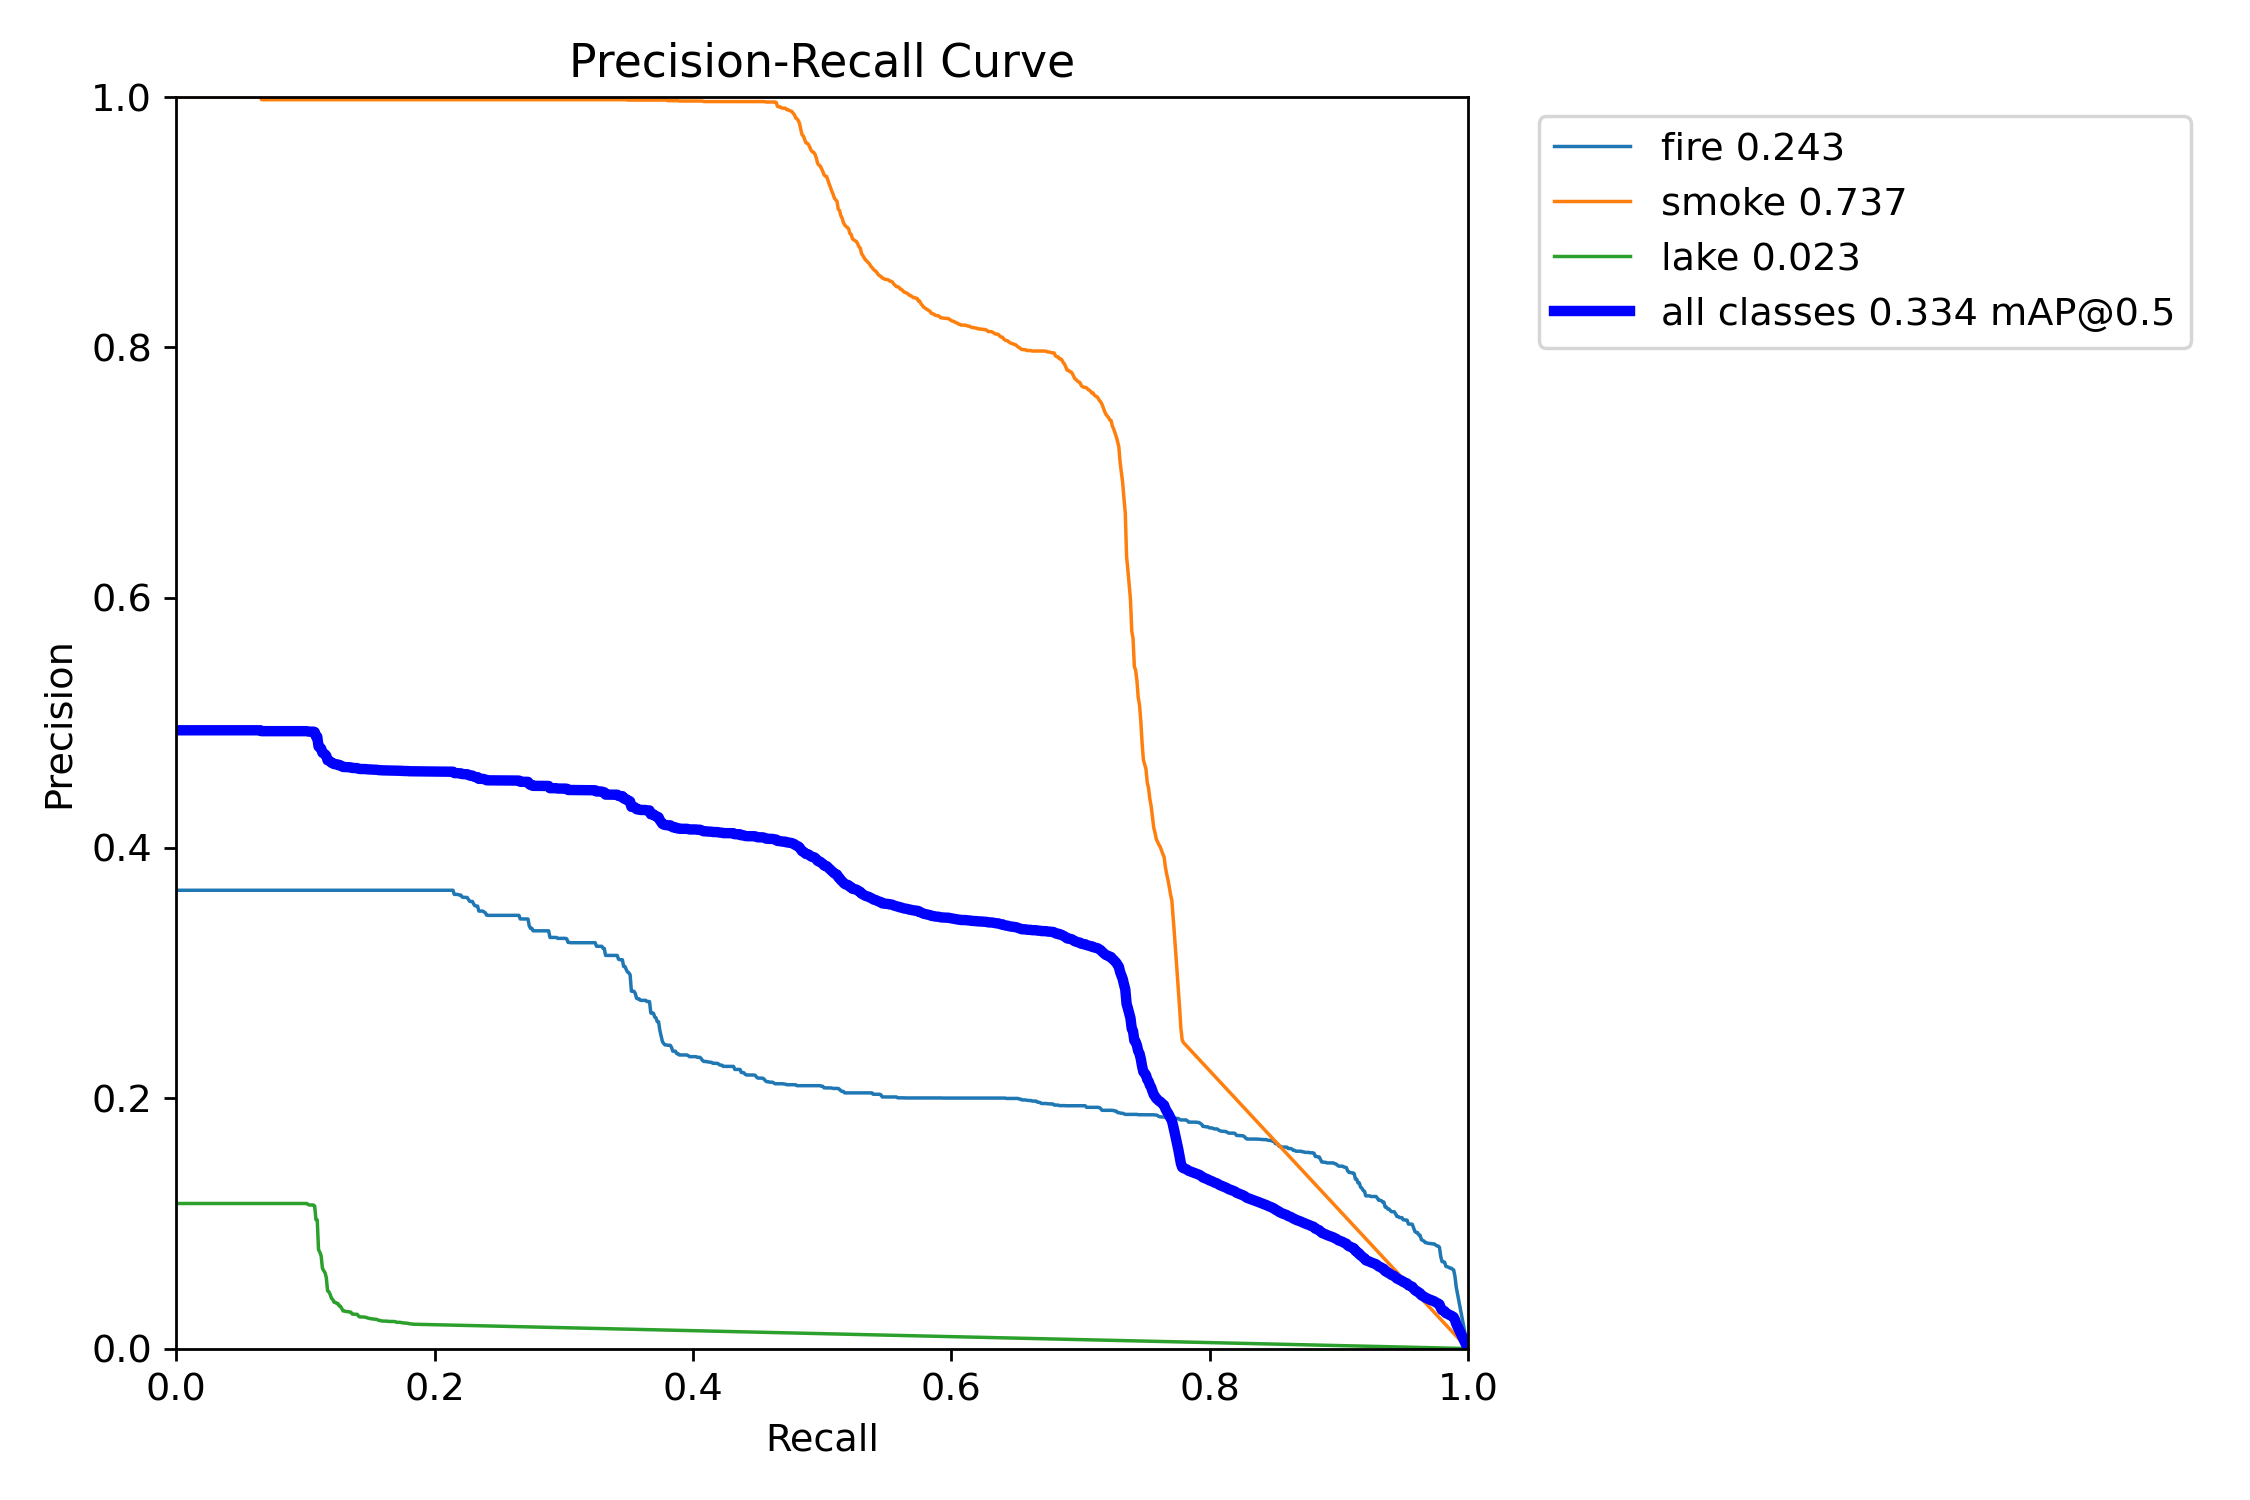 Precision-Recall Curve
1.0
0.8
0.6
0.4
0.2
0.0
Precision
0.0 0.2 0.4 0.6 0.8 1.0
Recall
fire 0.243
smoke 0.737
lake 0.023
all classes 0.334 mAP@0.5